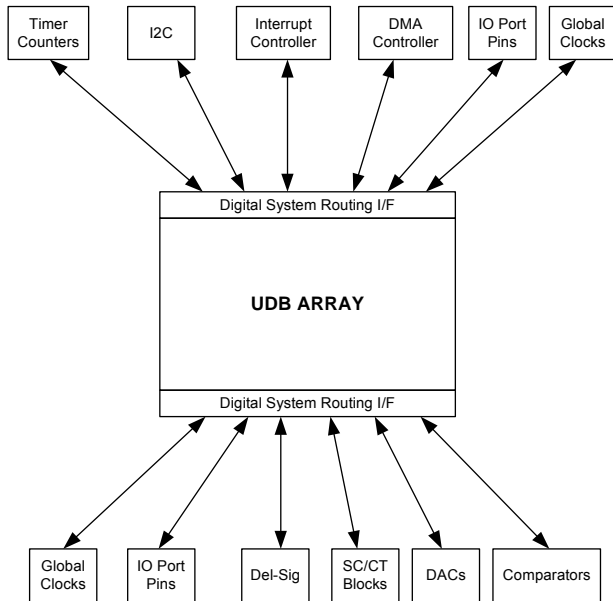 Timer
Counters
I2C
Interrupt
Controller
DMA
Controller
IO Port
Pins
Global
Clocks
Digital System Routing I/F
UDB ARRAY
Digital System Routing I/F
Global
Clocks
IO Port
Pins
Del-Sig
SC/CT
Blocks
DACs
Comparators